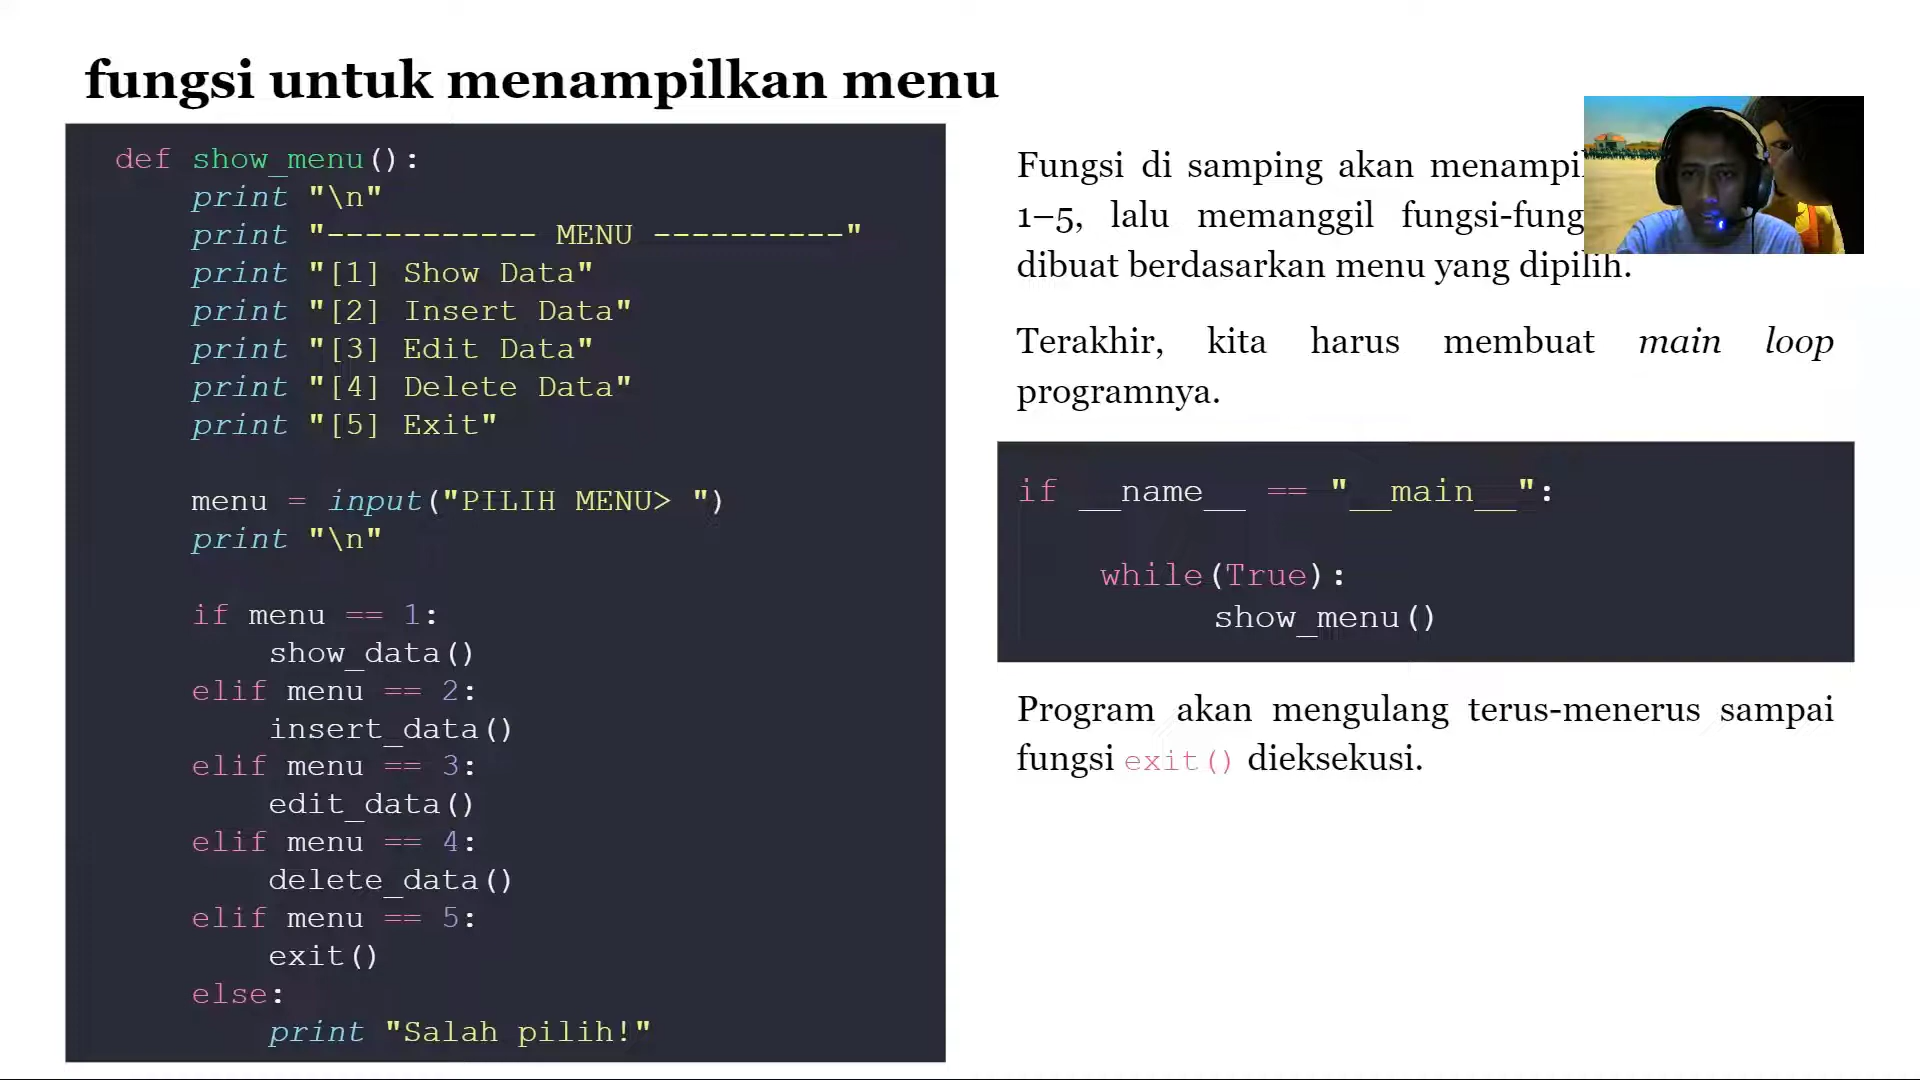 fungsi untuk menampilkan menu
def show_menu():
print "\n"
print "----------- MENU ----------"
print "[1] Show Data"
print "[2] Insert Data"
print "[3] Edit Data"
print "[4] Delete Data"
print "[5] Exit"
menu = input("PILIH MENU> ")
print "\n"
if menu == 1:
show_data()
elif menu == 2:
insert_data()
elif menu == 3:
edit_data()
elif menu == 4:
delete_data()
elif menu == 5:
exit()
else:
print "Salah pilih!"
Fungsi di samping akan
1–5, lalu memanggil
dibuat berdasarkan menu yang dipilih.
Terakhir, kita harus membuat main loop
programnya.
if __name__ == "__main__":
while(True):
show_menu()
Program akan mengulang terus-menerus sampai
fungsi exit() dieksekusi.